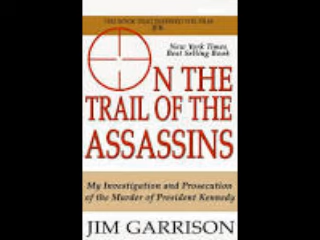 THE BOOK THAT INSPIRED THE FILM
JFK
New York Times
Best Selling Book
ON THE
TRAIL OF THE
ASSASSINS
My Investigation and Prosecution
of the Murder of President Kennedy
JIM GARRISON